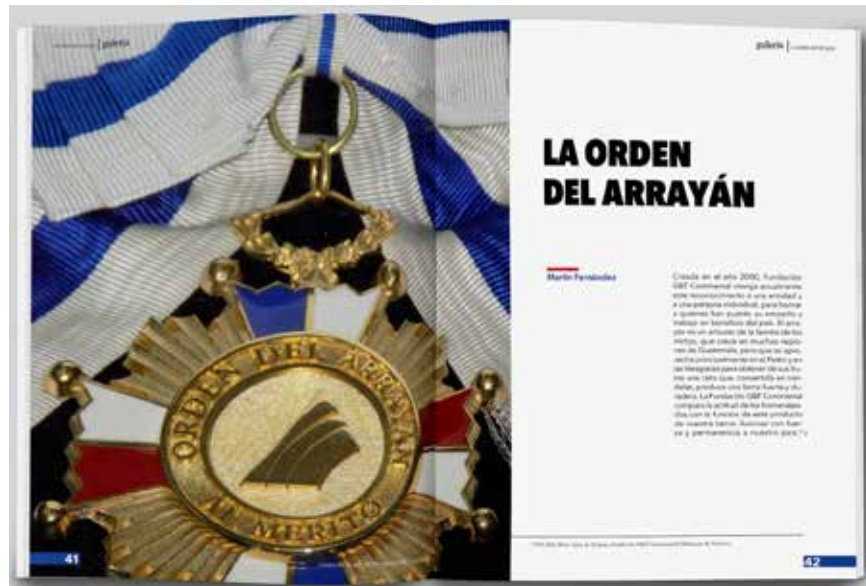 galería
ORDEN DEL ARRAYÁN
AL MERITO
41
galería
LA ORDEN
DEL ARRAYÁN
Martín Fernández
Creada en el año 2000, Fundación
G&T Continental otorga anualmente
este reconocimiento a una entidad y
a una persona individual, para honrar
a quienes han puesto su empeño y
trabajo en beneficio del país. El arra-
yán es un arbusto de la familia de los
mirtos, que crece en muchas regio-
nes de Guatemala, pero que se apro-
vecha principalmente en el Petén y en
las Verapaces para obtener de sus fru-
tos una cera que, convertida en can-
delas, produce una llama fuerte y du-
radera. La Fundación G&T Continental
compara la actitud de los homenajea-
dos, con la función de este producto
de nuestra tierra: iluminar con fuer-
za y permanencia a nuestro país.
42